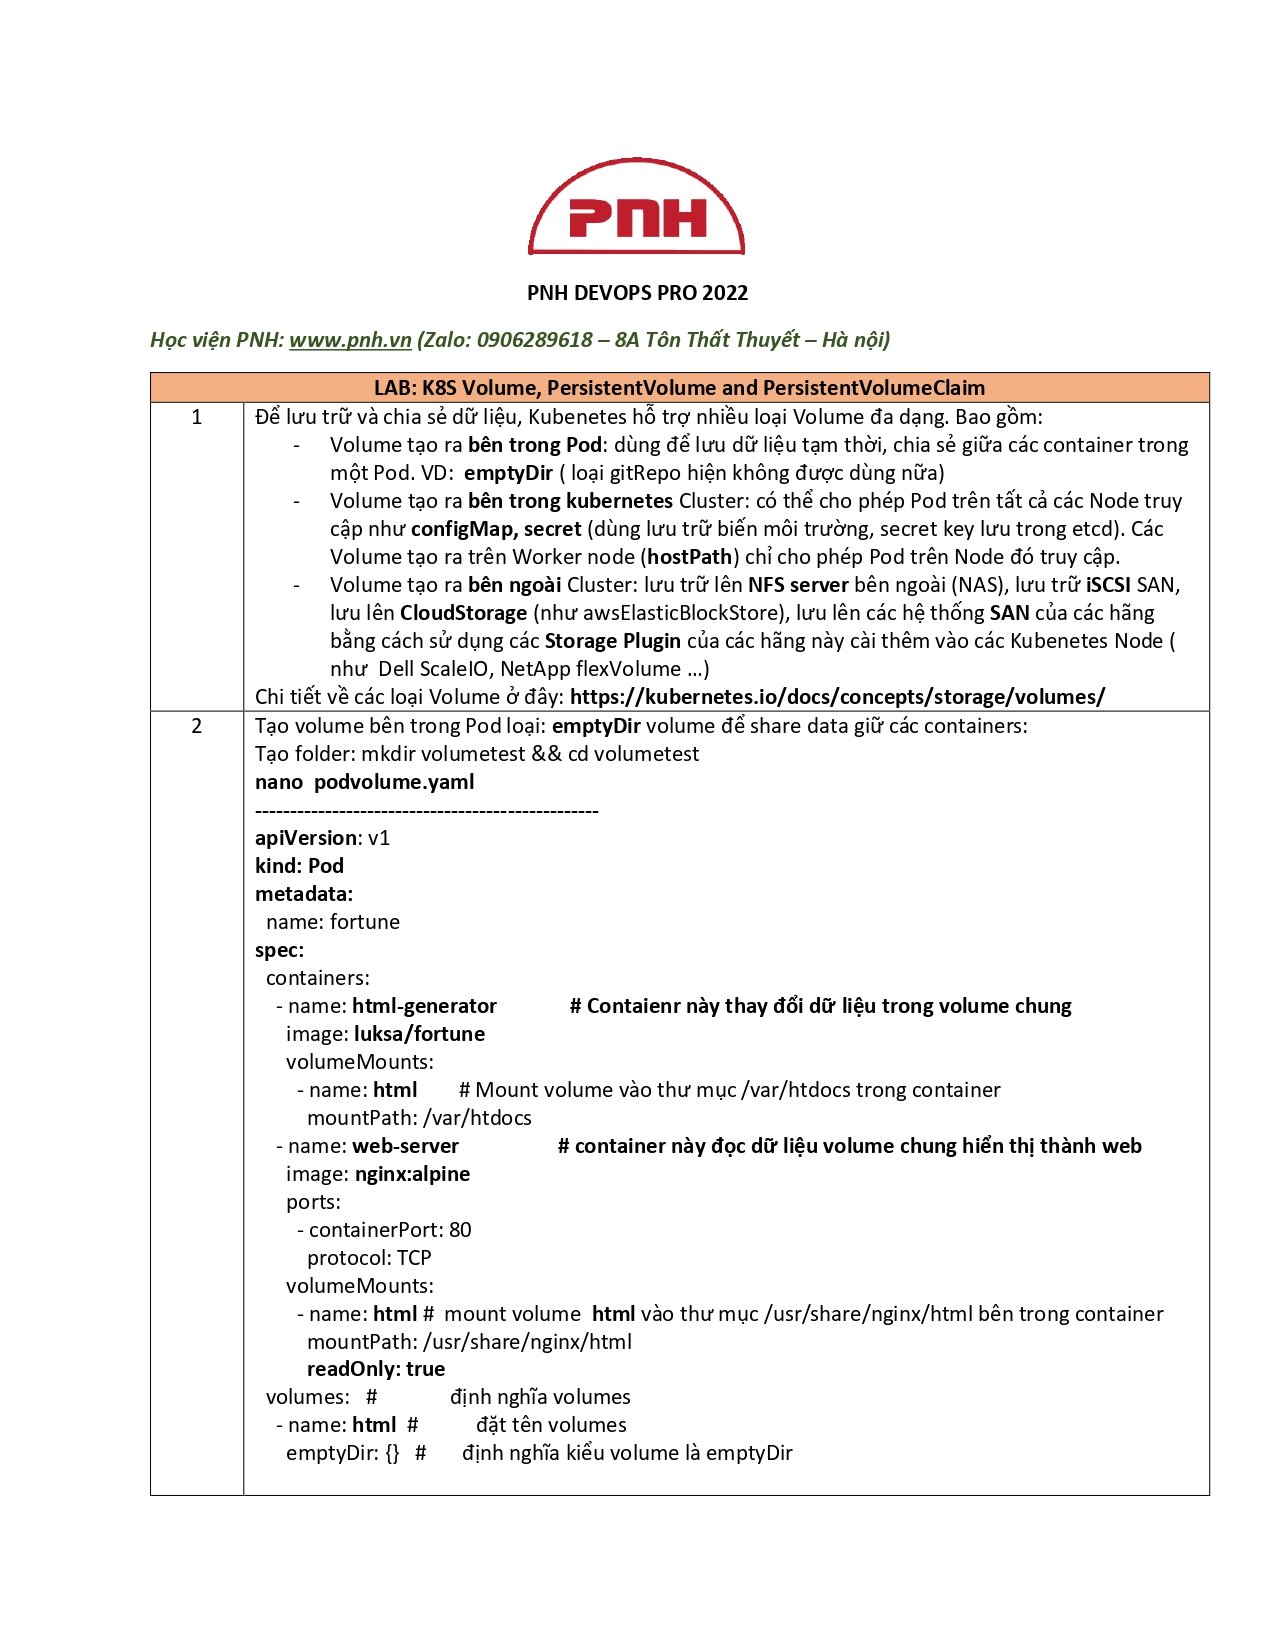 PNH
PNH DEVOPS PRO 2022
Học viện PNH: www.pnh.vn (Zalo: 0906289618 – 8A Tôn Thất Thuyết – Hà nội)
LAB: K8S Volume, PersistentVolume and PersistentVolumeClaim
1
Để lưu trữ và chia sẻ dữ liệu, Kubenetes hỗ trợ nhiều loại Volume đa dạng. Bao gồm:
- Volume tạo ra bên trong Pod: dùng để lưu dữ liệu tạm thời, chia sẻ giữa các container trong
một Pod. VD: emptyDir ( loại gitRepo hiện không được dùng nữa)
- Volume tạo ra bên trong kubernetes Cluster: có thể cho phép Pod trên tất cả các Node truy
cập như configMap, secret (dùng lưu trữ biến môi trường, secret key lưu trong etcd). Các
Volume tạo ra trên Worker node (hostPath) chỉ cho phép Pod trên Node đó truy cập.
- Volume tạo ra bên ngoài Cluster: lưu trữ lên NFS server bên ngoài (NAS), lưu trữ iSCSI SAN,
lưu lên CloudStorage (như awsElasticBlockStore), lưu lên các hệ thống SAN của các hãng
bằng cách sử dụng các Storage Plugin của các hãng này cài thêm vào các Kubenetes Node (
như Dell ScaleIO, NetApp flexVolume …)
Chi tiết về các loại Volume ở đây: https://kubernetes.io/docs/concepts/storage/volumes/
2
Tạo volume bên trong Pod loại: emptyDir volume để share data giữ các containers:
Tạo folder: mkdir volumetest && cd volumetest
nano podvolume.yaml
-------------------------------------------------
apiVersion: v1
kind: Pod
metadata:
name: fortune
spec:
containers:
- name: html-generator # Contaienr này thay đổi dữ liệu trong volume chung
image: luksa/fortune
volumeMounts:
- name: html # Mount volume vào thư mục /var/htdocs trong container
mountPath: /var/htdocs
- name: web-server # container này đọc dữ liệu volume chung hiển thị thành web
image: nginx:alpine
ports:
- containerPort: 80
protocol: TCP
volumeMounts:
- name: html # mount volume html vào thư mục /usr/share/nginx/html bên trong container
mountPath: /usr/share/nginx/html
readOnly: true
volumes: # định nghĩa volumes
- name: html # đặt tên volumes
emptyDir: {} # định nghĩa kiểu volume là emptyDir